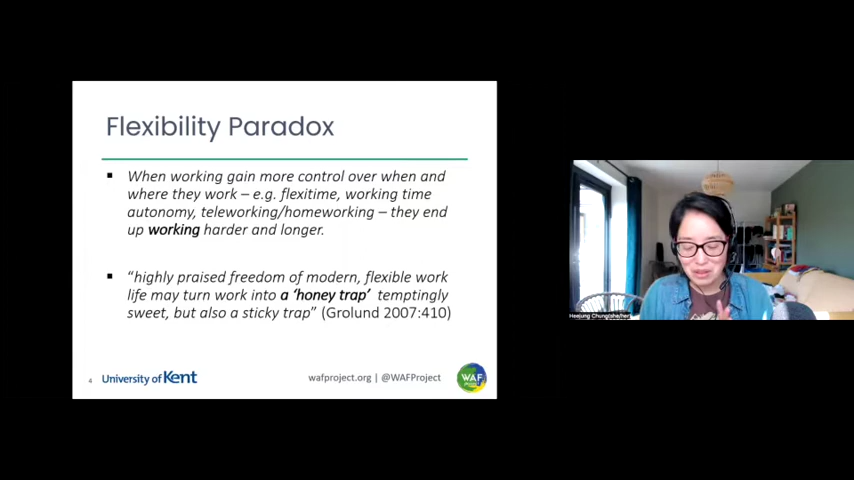 Flexibility Paradox
▪ When working gain more control over when and
where they work – e.g. flexitime, working time
autonomy, teleworking/homeworking – they end
up working harder and longer.
▪ “highly praised freedom of modern, flexible work
life may turn work into a ‘honey trap’ temptingly
sweet, but also a sticky trap” (Grolund 2007:410)
4 University of Kent wafproject.org | @WAFProject WAF
Heejung Chung(she/her)